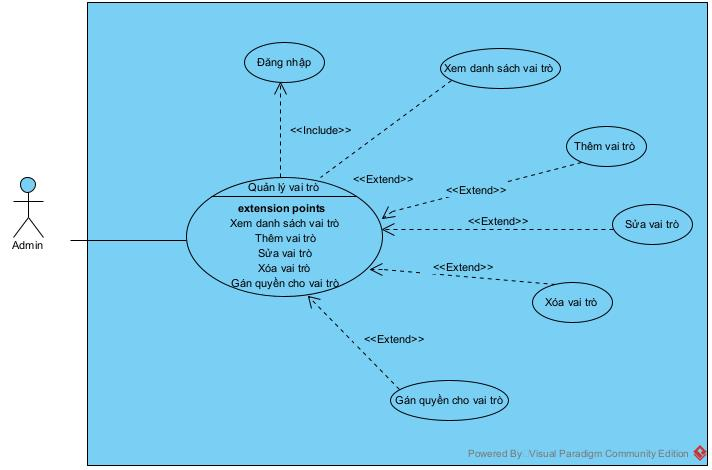 Đăng nhập
Xem danh sách vai trò
<<Include>>
Thêm vai trò
<<Extend>>
<<Extend>>
Quản lý vai trò
extension points
Xem danh sách vai trò
Thêm vai trò
Sửa vai trò
Xóa vai trò
Gán quyền cho vai trò
<<Extend>>
Sửa vai trò
Admin
<<Extend>>
Xóa vai trò
<<Extend>>
Gán quyền cho vai trò
Powered By Visual Paradigm Community Edition